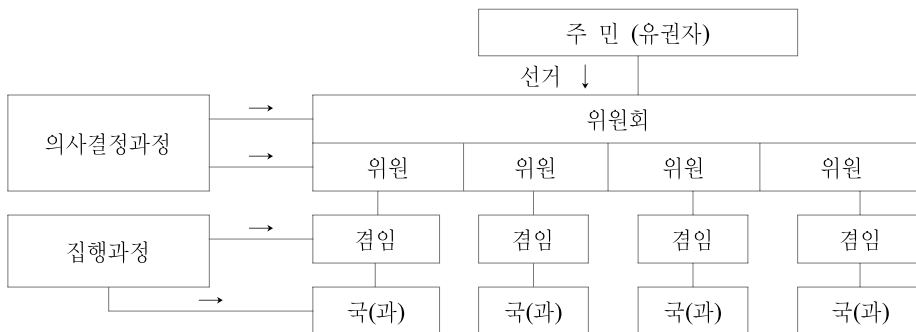 주 민 (유권자)
선거 ↓
→
위원회
의사결정과정
→
위원 위원 위원 위원
→
겸임 겸임 겸임 겸임
집행과정
→
국(과) 국(과) 국(과) 국(과)